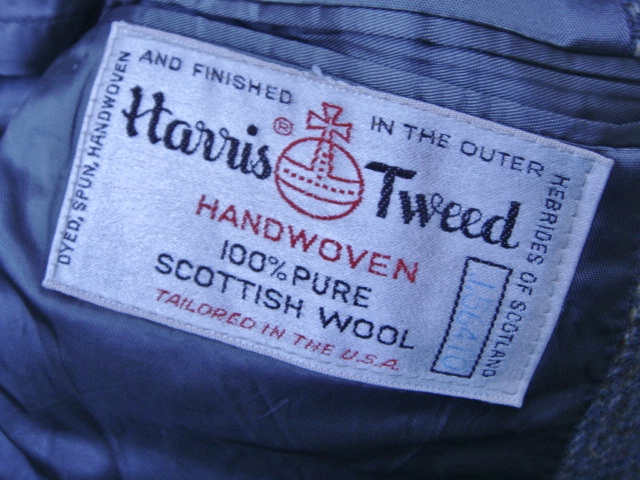 DYED, SPUN, HANDWOVEN
AND FINISHED
IN THE OUTER
HEBRIDES OF SCOTLAND
Harris ®
Tweed
HANDWOVEN
100% PURE
SCOTTISH WOOL
TAILORED IN THE U.S.A.